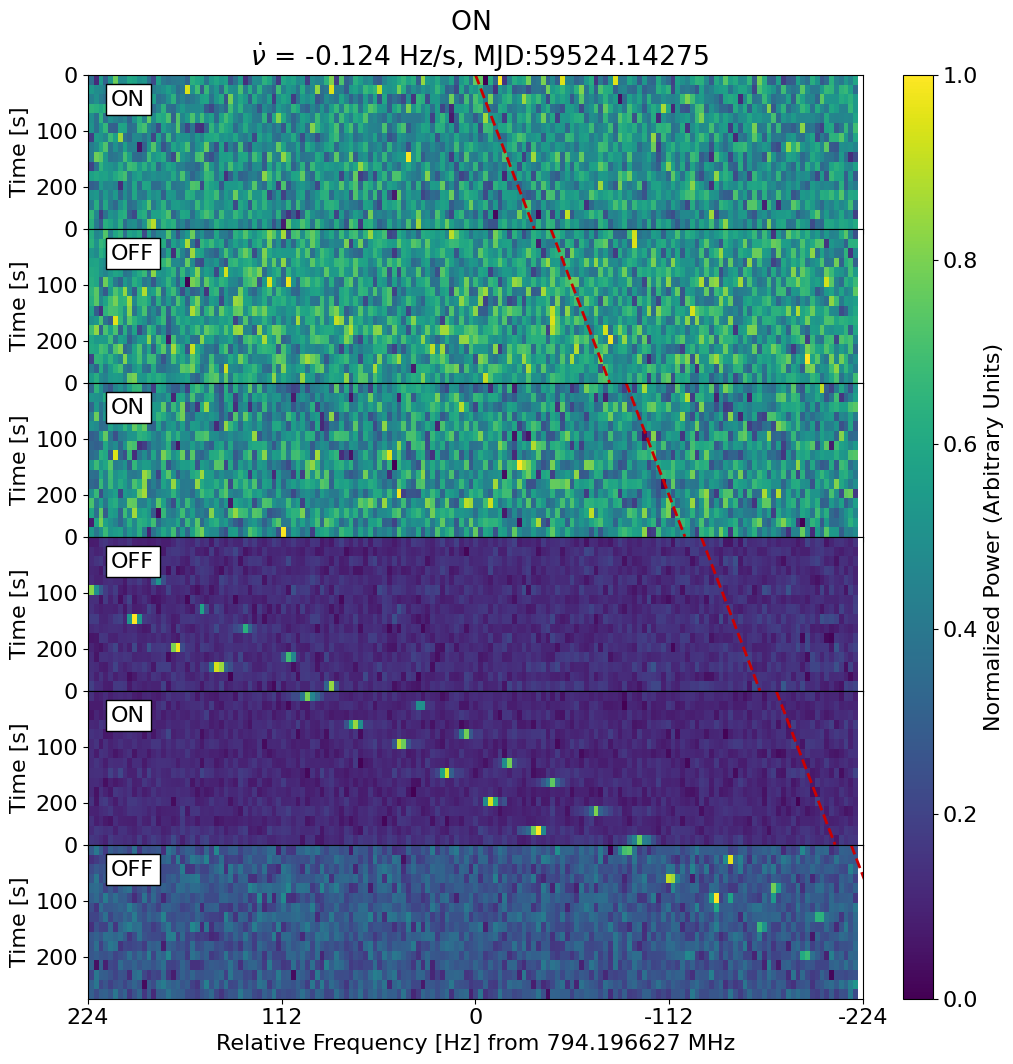 ON
ν̇ = -0.124 Hz/s, MJD:59524.14275
0
ON
100
200
Time [s]
0
OFF
100
200
Time [s]
0
ON
100
200
Time [s]
0
OFF
100
200
Time [s]
0
ON
100
200
Time [s]
0
OFF
100
200
Time [s]
224 112 0 -112 -224
Relative Frequency [Hz] from 794.196627 MHz
1.0
0.8
0.6
0.4
0.2
0.0
Normalized Power (Arbitrary Units)